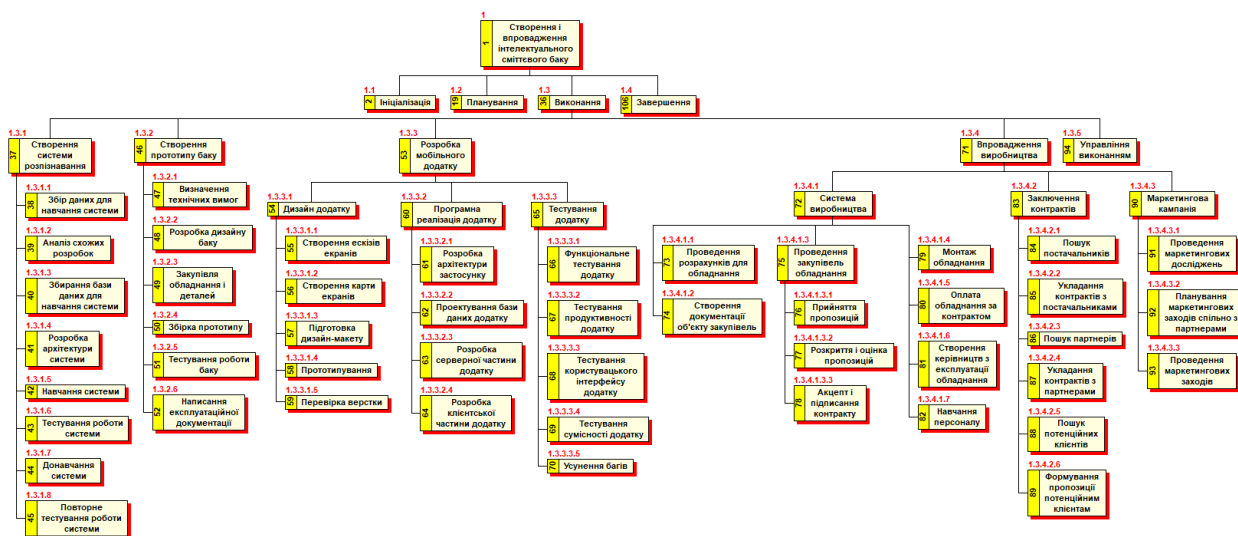 1
1
Створення і
впровадження
інтелектуального
сміттєвого баку
1.1
2
Ініціалізація
1.2
19
Планування
1.3
36
Виконання
1.4
106
Завершення
1.3.1
37
Створення
системи
розпізнавання
1.3.1.1
38
Збір даних для
навчання системи
1.3.1.2
39
Аналіз схожих
розробок
1.3.1.3
40
Збирання бази
даних для
навчання системи
1.3.1.4
41
Розробка
архітектури
системи
1.3.1.5
42
Навчання системи
1.3.1.6
43
Тестування роботи
системи
1.3.1.7
44
Донавчання
системи
1.3.1.8
45
Повторне
тестування роботи
системи
1.3.2
46
Створення
прототипу баку
1.3.2.1
47
Визначення
технічних вимог
1.3.2.2
48
Розробка дизайну
баку
1.3.2.3
49
Закупівля
обладнання і
деталей
1.3.2.4
50
Збірка прототипу
1.3.2.5
51
Тестування роботи
баку
1.3.2.6
52
Написання
експлуатаційної
документації
1.3.3
53
Розробка
мобільного
додатку
1.3.3.1
54
Дизайн додатку
1.3.3.1.1
55
Створення ескізів
екранів
1.3.3.1.2
56
Створення карти
екранів
1.3.3.1.3
57
Підготовка
дизайн-макету
1.3.3.1.4
58
Прототипування
1.3.3.1.5
59
Перевірка верстки
1.3.3.2
60
Програмна
реалізація додатку
1.3.3.2.1
61
Розробка
архітектури
застосунку
1.3.3.2.2
62
Проектування бази
даних додатку
1.3.3.2.3
63
Розробка
серверної частини
додатку
1.3.3.2.4
64
Розробка
клієнтської
частини додатку
1.3.3.3
65
Тестування
додатку
1.3.3.3.1
66
Функціональне
тестування
додатку
1.3.3.3.2
67
Тестування
продуктивності
додатку
1.3.3.3.3
68
Тестування
користувацького
інтерфейсу
додатку
1.3.3.3.4
69
Тестування
сумісності додатку
1.3.3.3.5
70
Усунення багів
1.3.4
71
Впровадження
виробництва
1.3.4.1
72
Система
виробництва
1.3.4.1.1
73
Проведення
розрахунків для
обладнання
1.3.4.1.2
74
Створення
документації
об'єкту закупівель
1.3.4.1.3
75
Проведення
закупівель
обладнання
1.3.4.1.3.1
76
Прийняття
пропозицій
1.3.4.1.3.2
77
Розкриття і оцінка
пропозицій
1.3.4.1.3.3
78
Акцепт і
підписання
контракту
1.3.4.1.4
79
Монтаж
обладнання
1.3.4.1.5
80
Оплата
обладнання за
контрактом
1.3.4.1.6
81
Створення
керівництв з
експлуатації
обладнання
1.3.4.1.7
82
Навчання
персоналу
1.3.4.2
83
Заключення
контрактів
1.3.4.2.1
84
Пошук
постачальників
1.3.4.2.2
85
Укладання
контрактів з
постачальниками
1.3.4.2.3
86
Пошук партнерів
1.3.4.2.4
87
Укладання
контрактів з
партнерами
1.3.4.2.5
88
Пошук
потенційних
клієнтів
1.3.4.2.6
89
Формування
пропозиції
потенційним
клієнтам
1.3.4.3
90
Маркетингова
кампанія
1.3.4.3.1
91
Проведення
маркетингових
досліджень
1.3.4.3.2
92
Планування
маркетингових
заходів спільно з
партнерами
1.3.4.3.3
93
Проведення
маркетингових
заходів
1.3.5
94
Управління
виконанням